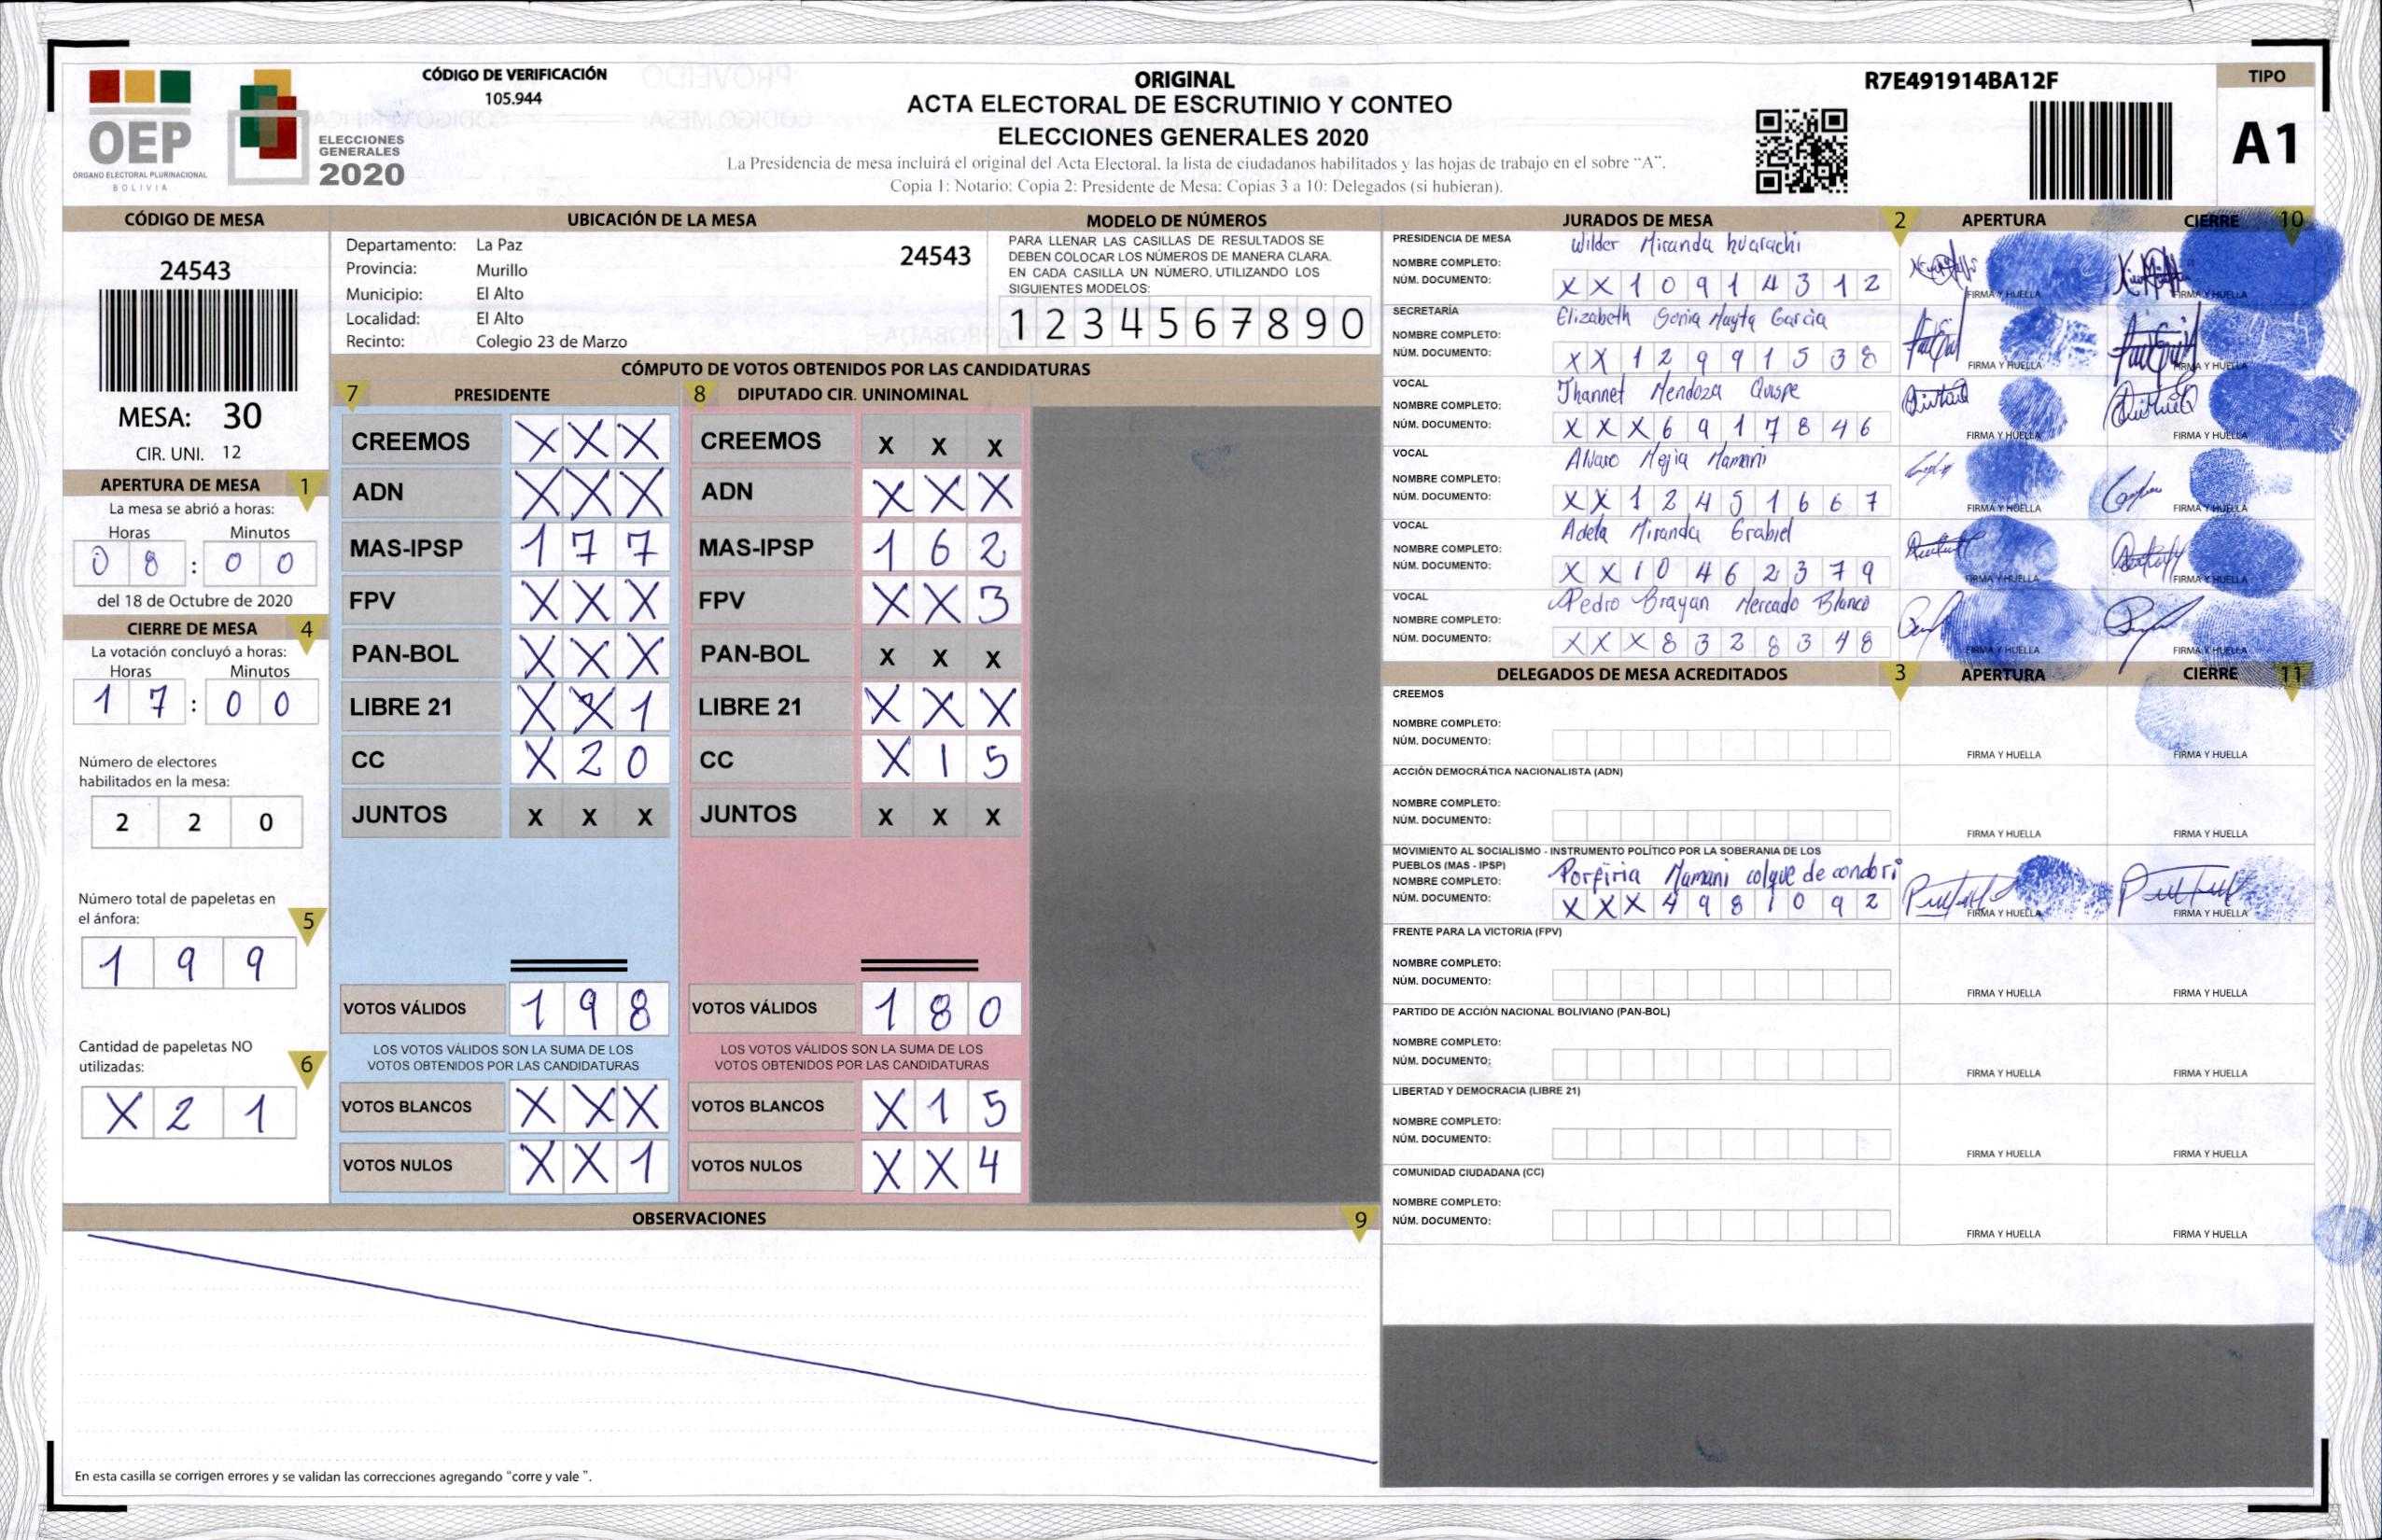 OEP
ÓRGANO ELECTORAL PLURINACIONAL
BOLIVIA
ELECCIONES
GENERALES
2020
CÓDIGO DE VERIFICACIÓN
105.944
ORIGINAL
ACTA ELECTORAL DE ESCRUTINIO Y CONTEO
ELECCIONES GENERALES 2020
La Presidencia de mesa incluirá el original del Acta Electoral, la lista de ciudadanos habilitados y las hojas de trabajo en el sobre "A".
Copia 1: Notario; Copia 2: Presidente de Mesa; Copias 3 a 10: Delegados (si hubieran).
R7E491914BA12F
TIPO
A1
CÓDIGO DE MESA
24543
MESA: 30
CIR. UNI. 12
APERTURA DE MESA 1
La mesa se abrió a horas:
Horas Minutos
0 8 : 0 0
del 18 de Octubre de 2020
CIERRE DE MESA 4
La votación concluyó a horas:
Horas Minutos
1 7 : 0 0
Número de electores
habilitados en la mesa:
2 2 0
Número total de papeletas en
el ánfora: 5
1 9 9
Cantidad de papeletas NO
utilizadas: 6
X 2 1
UBICACIÓN DE LA MESA
Departamento: La Paz 24543
Provincia: Murillo
Municipio: El Alto
Localidad: El Alto
Recinto: Colegio 23 de Marzo
MODELO DE NÚMEROS
PARA LLENAR LAS CASILLAS DE RESULTADOS SE
DEBEN COLOCAR LOS NÚMEROS DE MANERA CLARA.
EN CADA CASILLA UN NÚMERO, UTILIZANDO LOS
SIGUIENTES MODELOS:
1 2 3 4 5 6 7 8 9 0
CÓMPUTO DE VOTOS OBTENIDOS POR LAS CANDIDATURAS
7 PRESIDENTE
CREEMOS X X X
ADN X X X
MAS-IPSP 1 7 7
FPV X X X
PAN-BOL X X X
LIBRE 21 X X 1
CC X 2 0
JUNTOS X X X
VOTOS VÁLIDOS 1 9 8
LOS VOTOS VÁLIDOS SON LA SUMA DE LOS
VOTOS OBTENIDOS POR LAS CANDIDATURAS
VOTOS BLANCOS X X X
VOTOS NULOS X X 1
8 DIPUTADO CIR. UNINOMINAL
CREEMOS X X X
ADN X X X
MAS-IPSP 1 6 2
FPV X X 3
PAN-BOL X X X
LIBRE 21 X X X
CC X 1 5
JUNTOS X X X
VOTOS VÁLIDOS 1 8 0
LOS VOTOS VÁLIDOS SON LA SUMA DE LOS
VOTOS OBTENIDOS POR LAS CANDIDATURAS
VOTOS BLANCOS X 1 5
VOTOS NULOS X X 4
OBSERVACIONES 9
En esta casilla se corrigen errores y se validan las correcciones agregando "corre y vale ".
JURADOS DE MESA 2 APERTURA CIERRE 10
PRESIDENCIA DE MESA
NOMBRE COMPLETO: Wilder Miranda huarachi
NÚM. DOCUMENTO: X X 1 0 9 1 4 3 1 2
FIRMA Y HUELLA FIRMA Y HUELLA
SECRETARÍA
NOMBRE COMPLETO: Elizabeth Sonia Mayta Garcia
NÚM. DOCUMENTO: X X 1 2 9 9 1 5 3 8
FIRMA Y HUELLA FIRMA Y HUELLA
VOCAL
NOMBRE COMPLETO: Jhannet Mendoza Quispe
NÚM. DOCUMENTO: X X X 6 9 1 7 8 4 6
FIRMA Y HUELLA FIRMA Y HUELLA
VOCAL
NOMBRE COMPLETO: Alvaro Mejia Mamani
NÚM. DOCUMENTO: X X 1 2 4 5 1 6 6 7
FIRMA Y HUELLA FIRMA Y HUELLA
VOCAL
NOMBRE COMPLETO: Adela Miranda Grabiel
NÚM. DOCUMENTO: X X 1 0 4 6 2 3 7 9
FIRMA Y HUELLA FIRMA Y HUELLA
VOCAL
NOMBRE COMPLETO: Pedro Brayan Mercado Blanco
NÚM. DOCUMENTO: X X X 8 3 2 8 3 4 8
FIRMA Y HUELLA FIRMA Y HUELLA
DELEGADOS DE MESA ACREDITADOS 3 APERTURA CIERRE 11
CREEMOS
NOMBRE COMPLETO:
NÚM. DOCUMENTO:
FIRMA Y HUELLA FIRMA Y HUELLA
ACCIÓN DEMOCRÁTICA NACIONALISTA (ADN)
NOMBRE COMPLETO:
NÚM. DOCUMENTO:
FIRMA Y HUELLA FIRMA Y HUELLA
MOVIMIENTO AL SOCIALISMO - INSTRUMENTO POLÍTICO POR LA SOBERANIA DE LOS
PUEBLOS (MAS - IPSP)
NOMBRE COMPLETO: Porfiria Mamani colque de condori
NÚM. DOCUMENTO: X X X 4 9 8 1 0 9 2
FIRMA Y HUELLA FIRMA Y HUELLA
FRENTE PARA LA VICTORIA (FPV)
NOMBRE COMPLETO:
NÚM. DOCUMENTO:
FIRMA Y HUELLA FIRMA Y HUELLA
PARTIDO DE ACCIÓN NACIONAL BOLIVIANO (PAN-BOL)
NOMBRE COMPLETO:
NÚM. DOCUMENTO:
FIRMA Y HUELLA FIRMA Y HUELLA
LIBERTAD Y DEMOCRACIA (LIBRE 21)
NOMBRE COMPLETO:
NÚM. DOCUMENTO:
FIRMA Y HUELLA FIRMA Y HUELLA
COMUNIDAD CIUDADANA (CC)
NOMBRE COMPLETO:
NÚM. DOCUMENTO:
FIRMA Y HUELLA FIRMA Y HUELLA